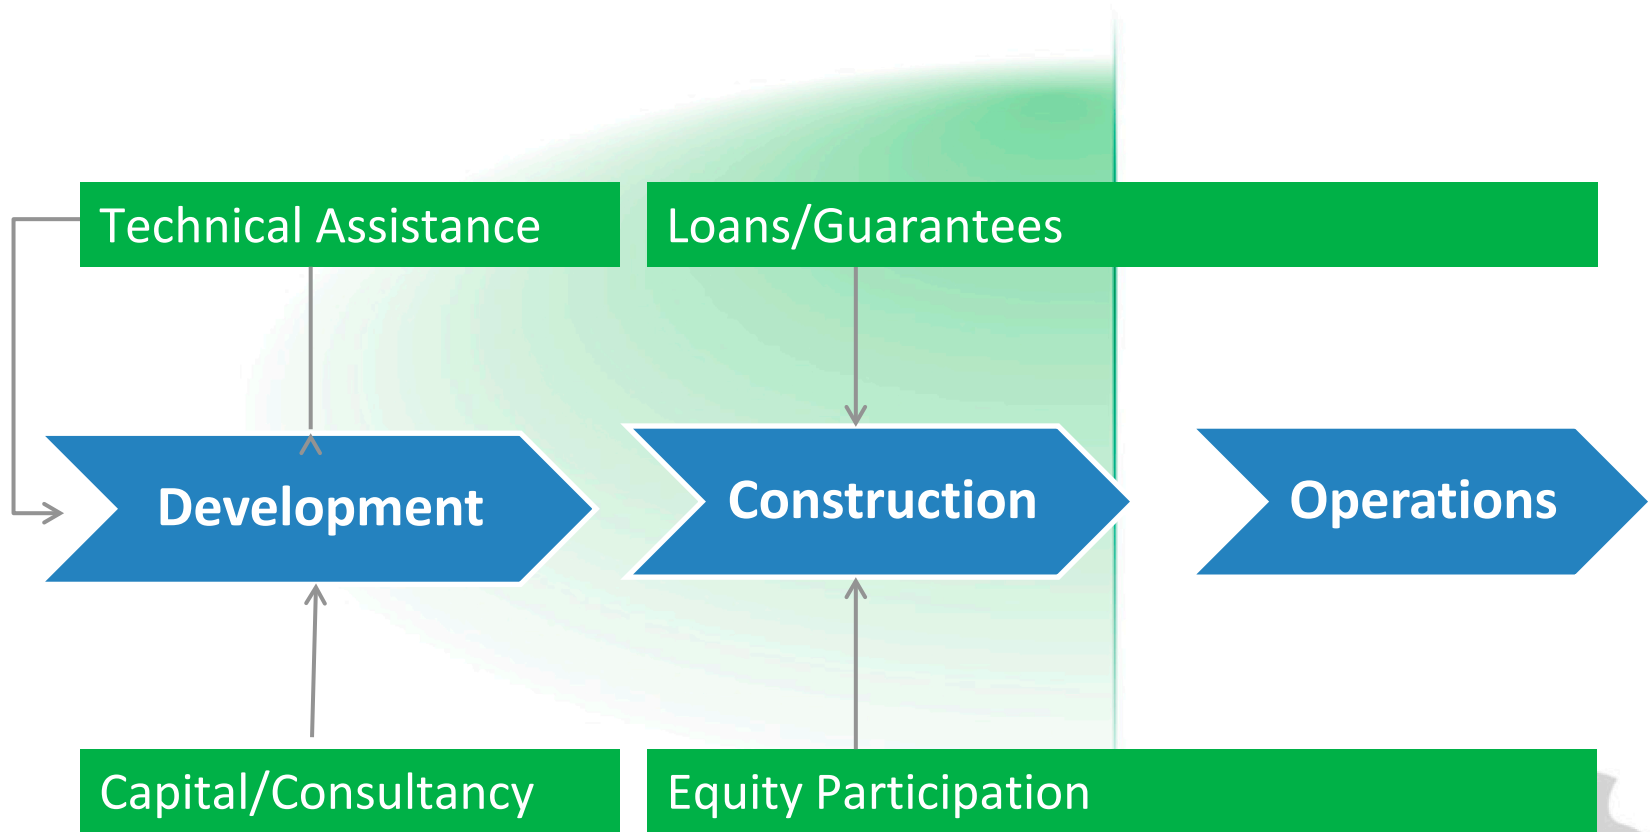 Technical Assistance
Loans/Guarantees
Development
Construction
Operations
Capital/Consultancy
Equity Participation